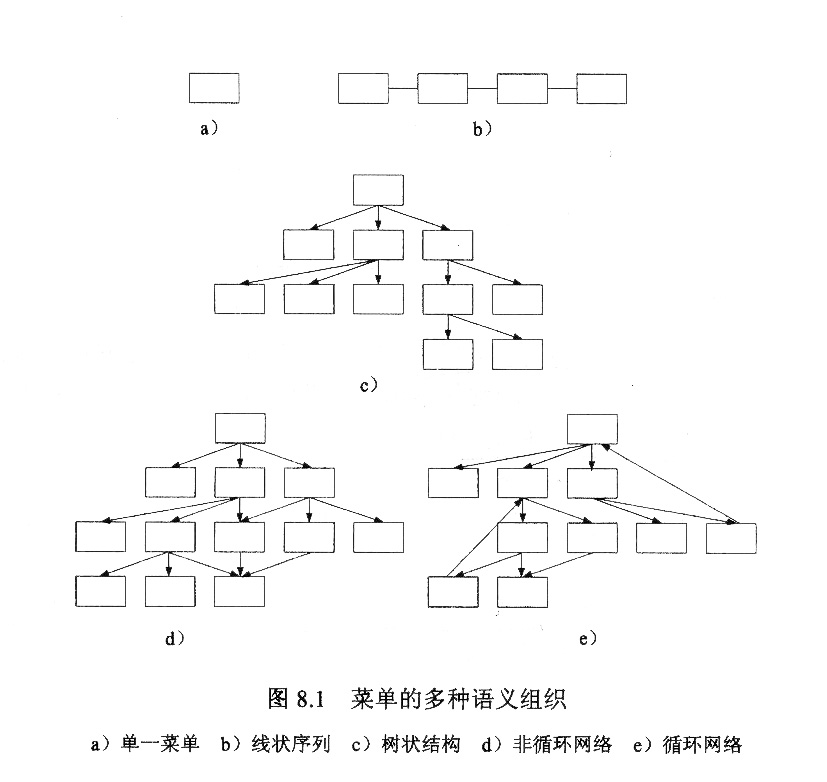 a） b）
c）
d） e）
图 8.1 菜单的多种语义组织
a）单一菜单 b）线状序列 c）树状结构 d）非循环网络 e）循环网络